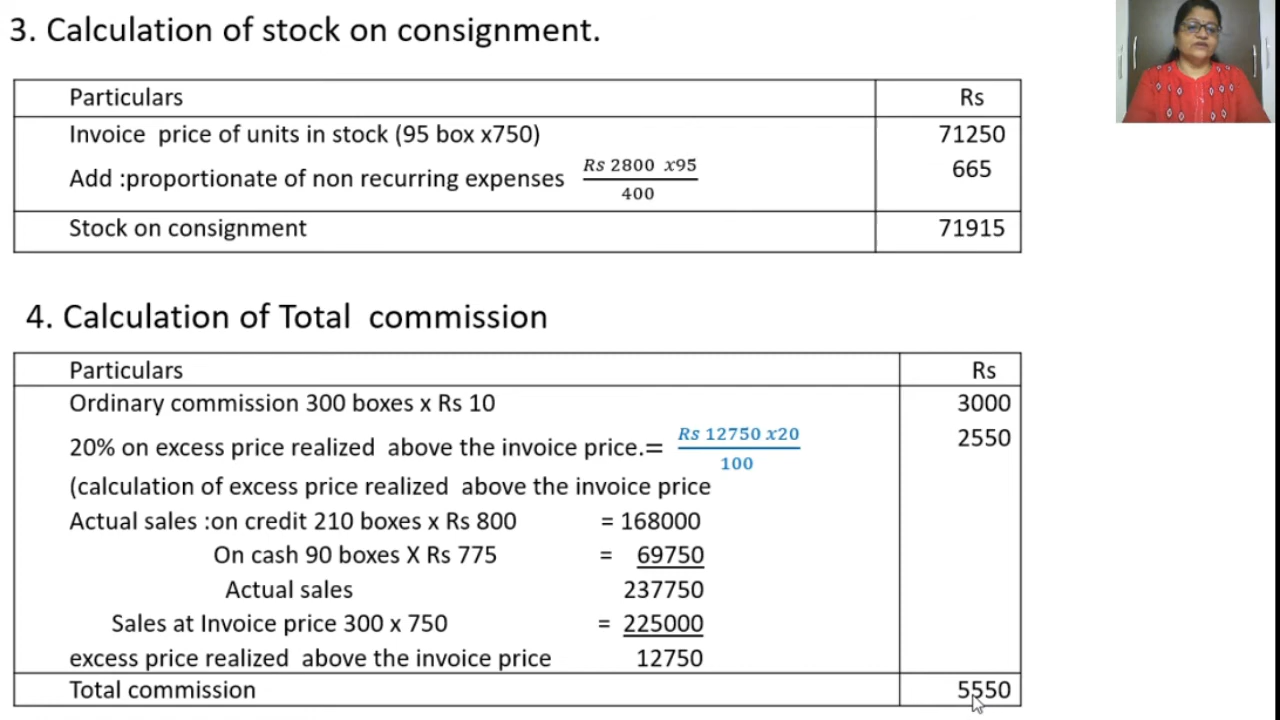 3. Calculation of stock on consignment.
Particulars Rs
Invoice price of units in stock (95 box x750) 71250
Add :proportionate of non recurring expenses Rs 2800 x95 / 400 665
Stock on consignment 71915
4. Calculation of Total commission
Particulars Rs
Ordinary commission 300 boxes x Rs 10 3000
20% on excess price realized above the invoice price.= Rs 12750 x20 / 100 2550
(calculation of excess price realized above the invoice price
Actual sales :on credit 210 boxes x Rs 800 = 168000
On cash 90 boxes X Rs 775 = 69750
Actual sales 237750
Sales at Invoice price 300 x 750 = 225000
excess price realized above the invoice price 12750
Total commission 5550